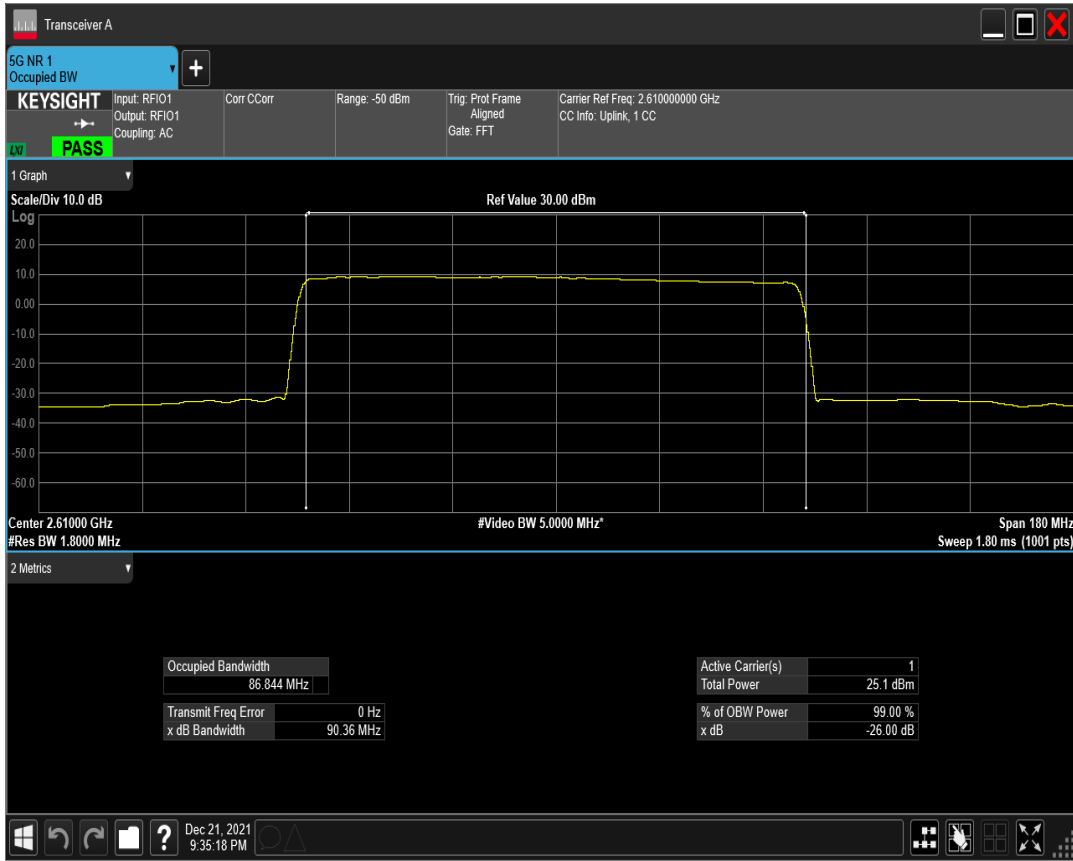 Transceiver A
5G NR 1
Occupied BW
+
KEYSIGHT
LXI
PASS
Input: RFIO1
Output: RFIO1
Coupling: AC
Corr CCorr
Range: -50 dBm
Trig: Prot Frame
Aligned
Gate: FFT
Carrier Ref Freq: 2.610000000 GHz
CC Info: Uplink, 1 CC
1 Graph
Scale/Div 10.0 dB
Ref Value 30.00 dBm
Log
20.0
10.0
0.00
-10.0
-20.0
-30.0
-40.0
-50.0
-60.0
Center 2.61000 GHz
#Video BW 5.0000 MHz*
Span 180 MHz
#Res BW 1.8000 MHz
Sweep 1.80 ms (1001 pts)
2 Metrics
Occupied Bandwidth
86.844 MHz
Transmit Freq Error 0 Hz
x dB Bandwidth 90.36 MHz
Active Carrier(s) 1
Total Power 25.1 dBm
% of OBW Power 99.00 %
x dB -26.00 dB
?
Dec 21, 2021
9:35:18 PM